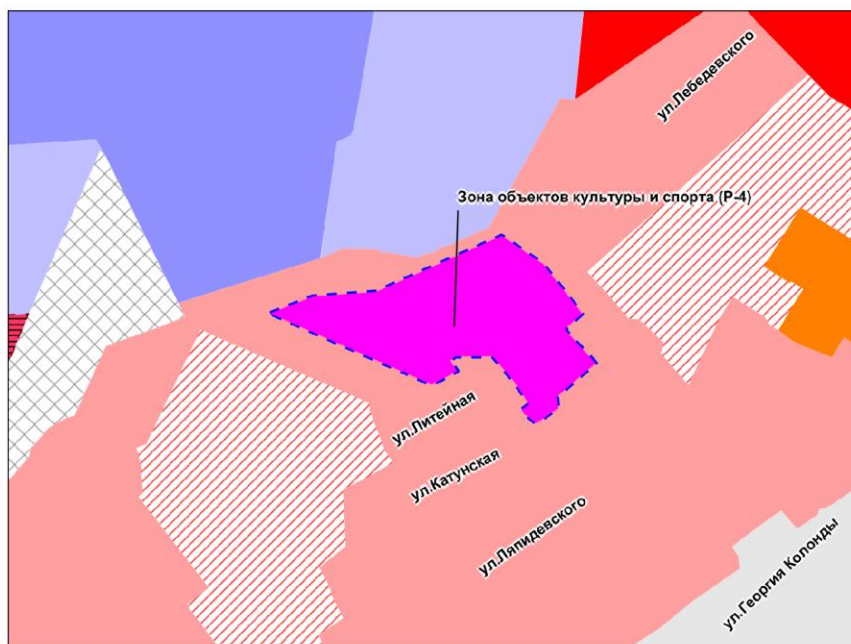 ул.Лебедевского
Зона объектов культуры и спорта (Р-4)
ул.Литейная
ул.Катунская
ул.Ляпидевского
ул.Георгия Колонды